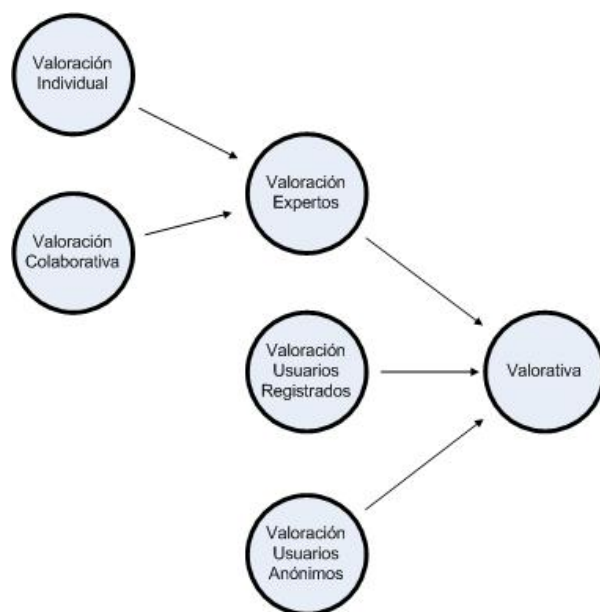 Valoración
Individual
Valoración
Colaborativa
Valoración
Expertos
Valoración
Usuarios
Registrados
Valoración
Usuarios
Anónimos
Valorativa